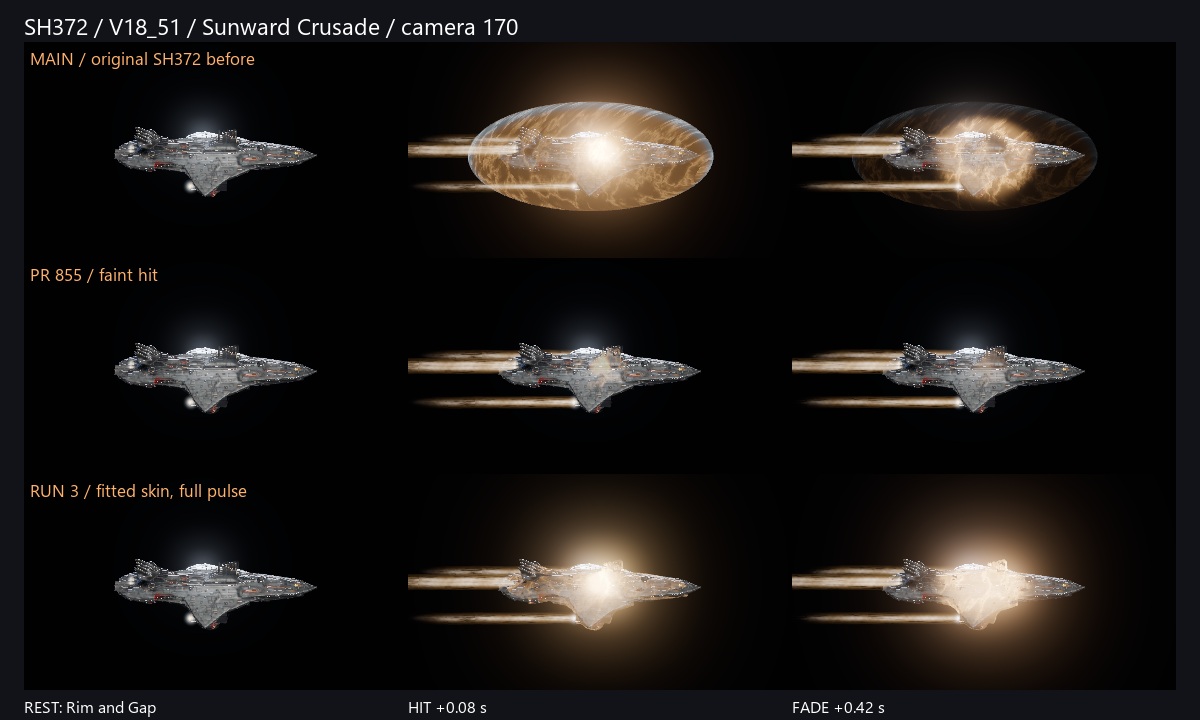 SH372 / V18_51 / Sunward Crusade / camera 170
MAIN / original SH372 before
PR 855 / faint hit
RUN 3 / fitted skin, full pulse
REST: Rim and Gap
HIT +0.08 s
FADE +0.42 s